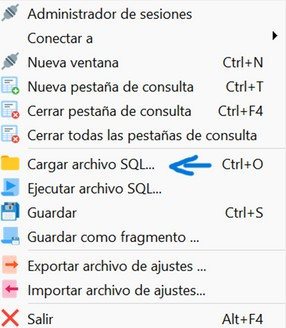 Administrador de sesiones
Conectar a
Nueva ventana Ctrl+N
Nueva pestaña de consulta Ctrl+T
Cerrar pestaña de consulta Ctrl+F4
Cerrar todas las pestañas de consulta
Cargar archivo SQL... Ctrl+O
Ejecutar archivo SQL...
Guardar Ctrl+S
Guardar como fragmento ...
Exportar archivo de ajustes ...
Importar archivo de ajustes...
Salir Alt+F4